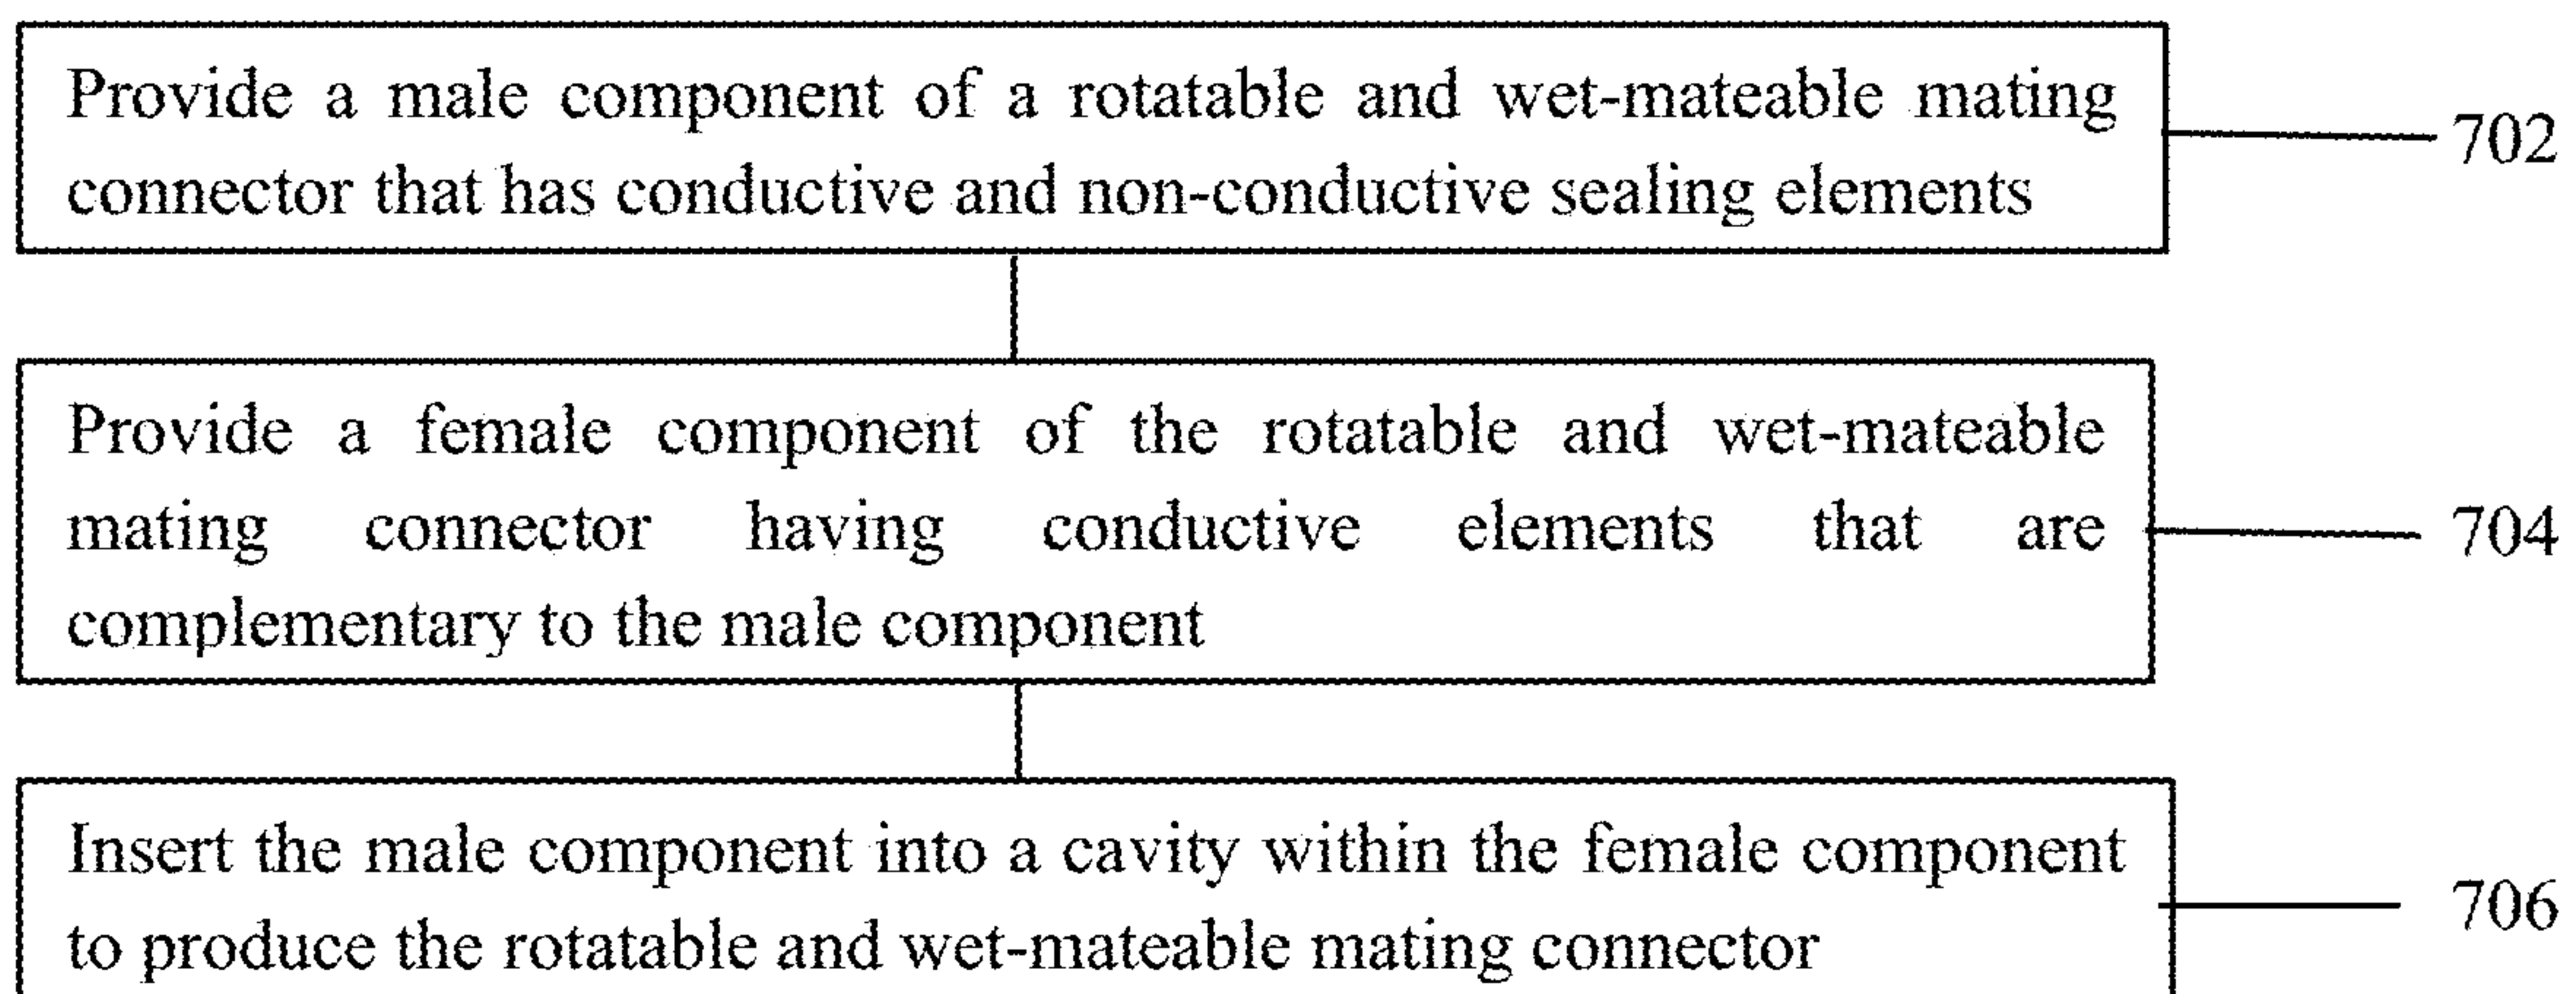 Provide a male component of a rotatable and wet-mateable mating
connector that has conductive and non-conductive sealing elements
702
Provide a female component of the rotatable and wet-mateable
mating connector having conductive elements that are
complementary to the male component
704
Insert the male component into a cavity within the female component
to produce the rotatable and wet-mateable mating connector
706